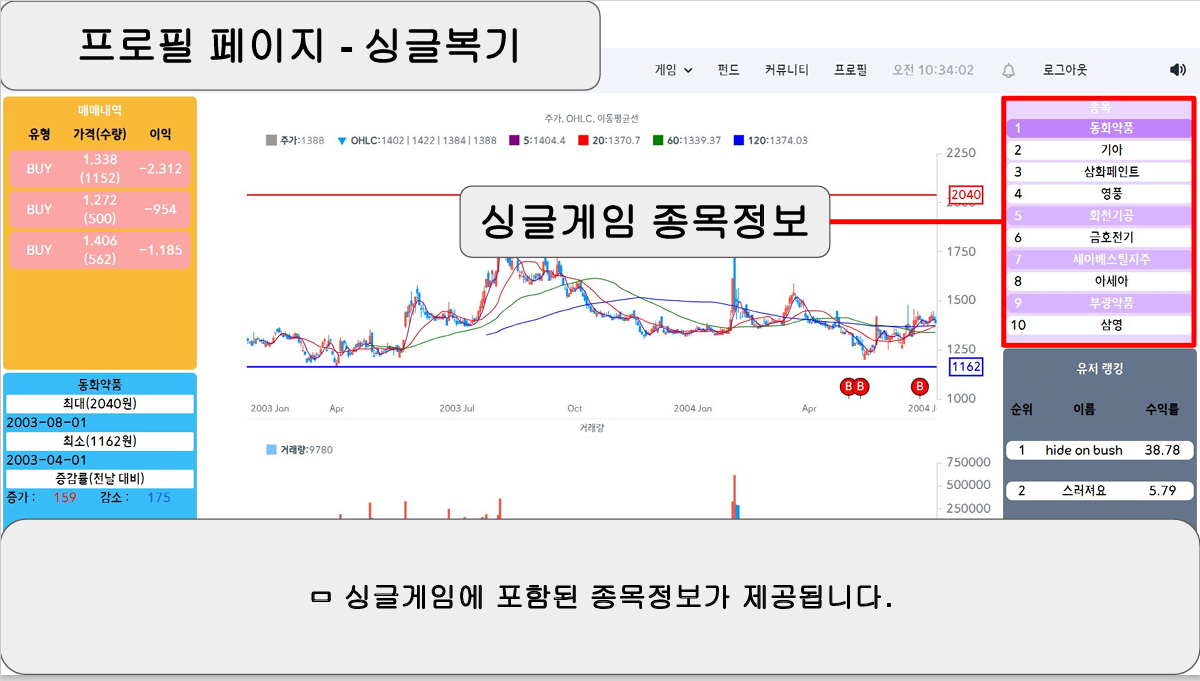 프로필 페이지 - 싱글복기
게임 펀드 커뮤니티 프로필 오전 10:34:02 로그아웃
매매내역
유형 가격(수량) 이익
BUY 1.338 (1152) -2.312
BUY 1.272 (500) -954
BUY 1.406 (562) -1.185
동화약품
최대(2040원)
2003-08-01
최소(1162원)
2003-04-01
증감률(전날 대비)
증가 : 159 감소 : 175
주가, OHLC, 이동평균선
주가:1388 OHLC:1402 | 1422 | 1384 | 1388 5:1404.4 20:1370.7 60:1339.37 120:1374.03
2250
2040
1750
1500
1250
1162
1000
싱글게임 종목정보
B B B
2003 Jan Apr 2003 Jul Oct 2004 Jan Apr 2004 J
거래량
거래량:9780
750000
500000
250000
종목
1 동화약품
2 기아
3 삼화페인트
4 영풍
5 화천기공
6 금호전기
7 세아베스틸지주
8 아세아
9 부광약품
10 삼영
유저 랭킹
순위 이름 수익률
1 hide on bush 38.78
2 스러져요 5.79
ㅁ 싱글게임에 포함된 종목정보가 제공됩니다.